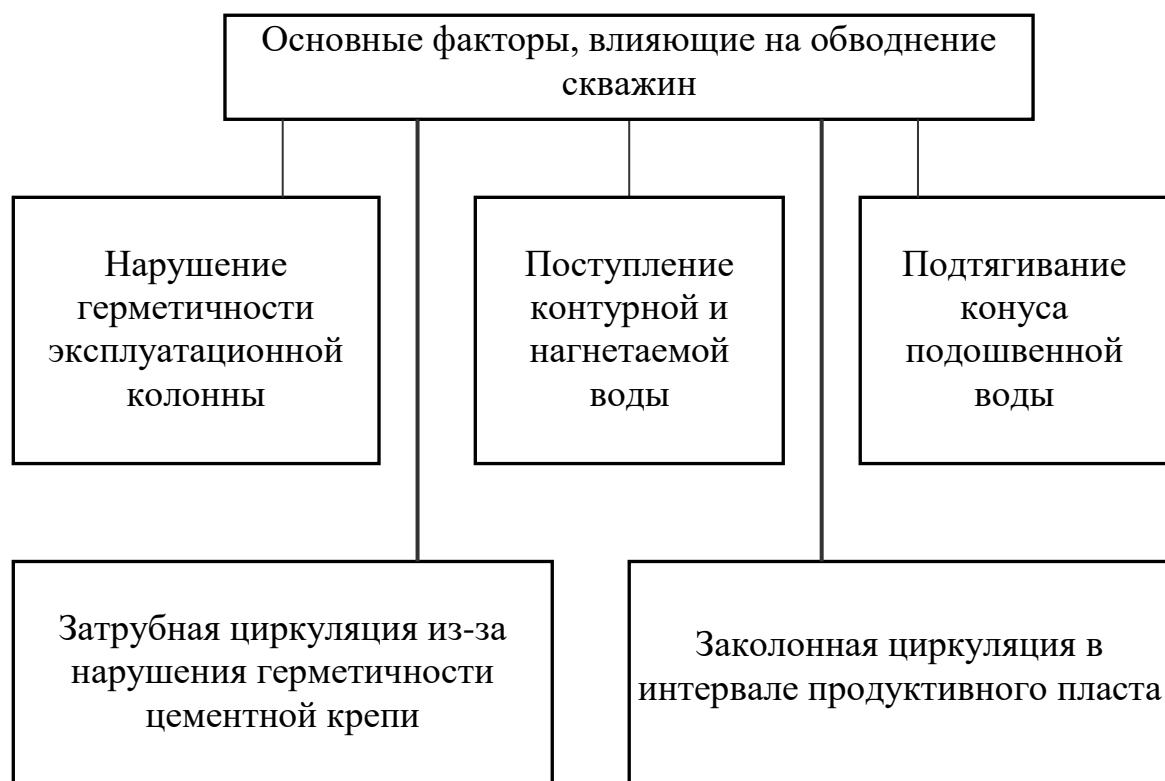 Основные факторы, влияющие на обводнение
скважин
Нарушение
герметичности
эксплуатационной
колонны
Поступление
контурной и
нагнетаемой
воды
Подтягивание
конуса
подошвенной
воды
Затрубная циркуляция из-за
нарушения герметичности
цементной крепи
Заколонная циркуляция в
интервале продуктивного пласта